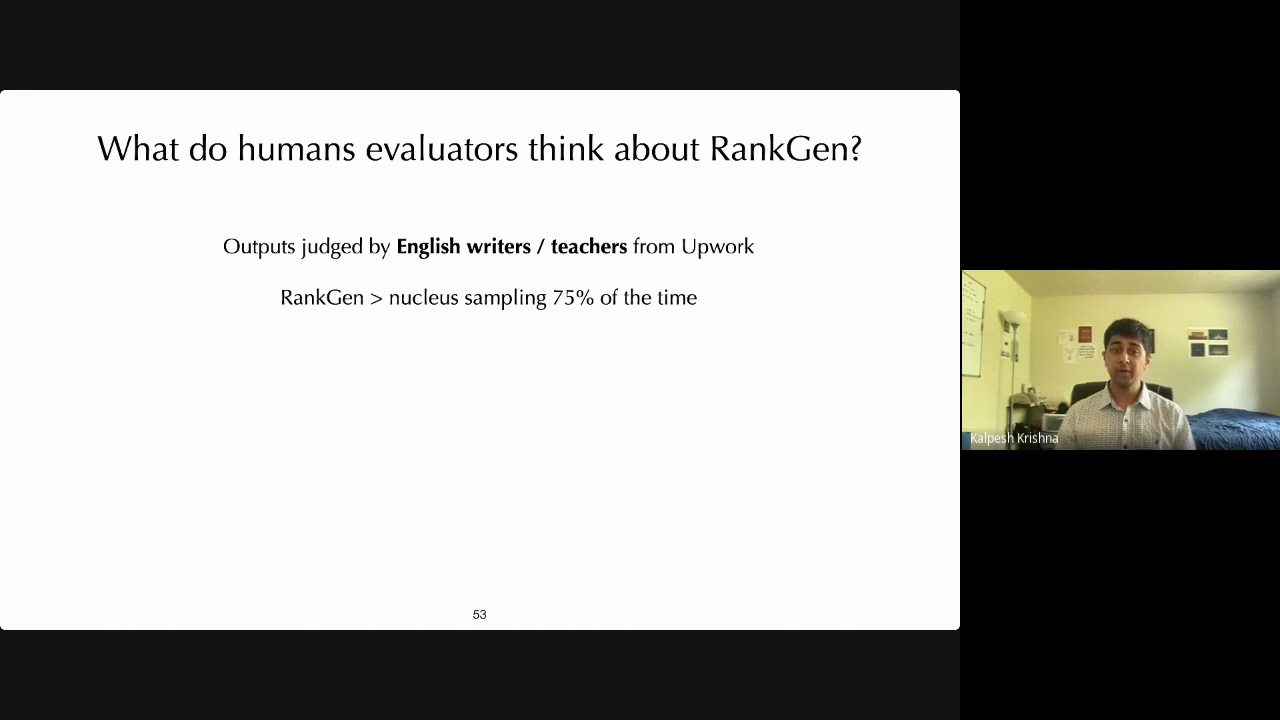 What do humans evaluators think about RankGen?
Outputs judged by English writers / teachers from Upwork
RankGen > nucleus sampling 75% of the time
53
Kalpesh Krishna